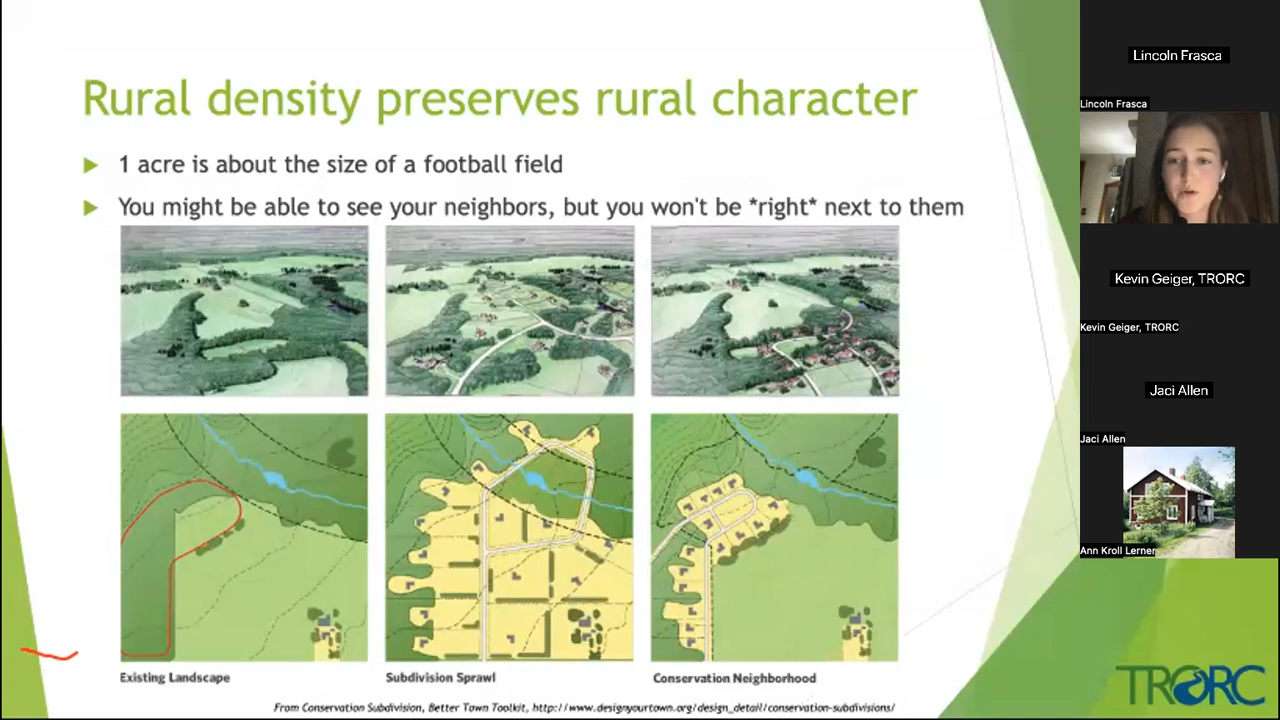 Rural density preserves rural character
1 acre is about the size of a football field
You might be able to see your neighbors, but you won't be *right* next to them
Existing Landscape
Subdivision Sprawl
Conservation Neighborhood
From Conservation Subdivision, Better Town Toolkit, http://www.designyourtown.org/design_detail/conservation-subdivisions/
Lincoln Frasca
Lincoln Frasca
Kevin Geiger, TRORC
Kevin Geiger, TRORC
Jaci Allen
Jaci Allen
Ann Kroll Lerner
TRORC